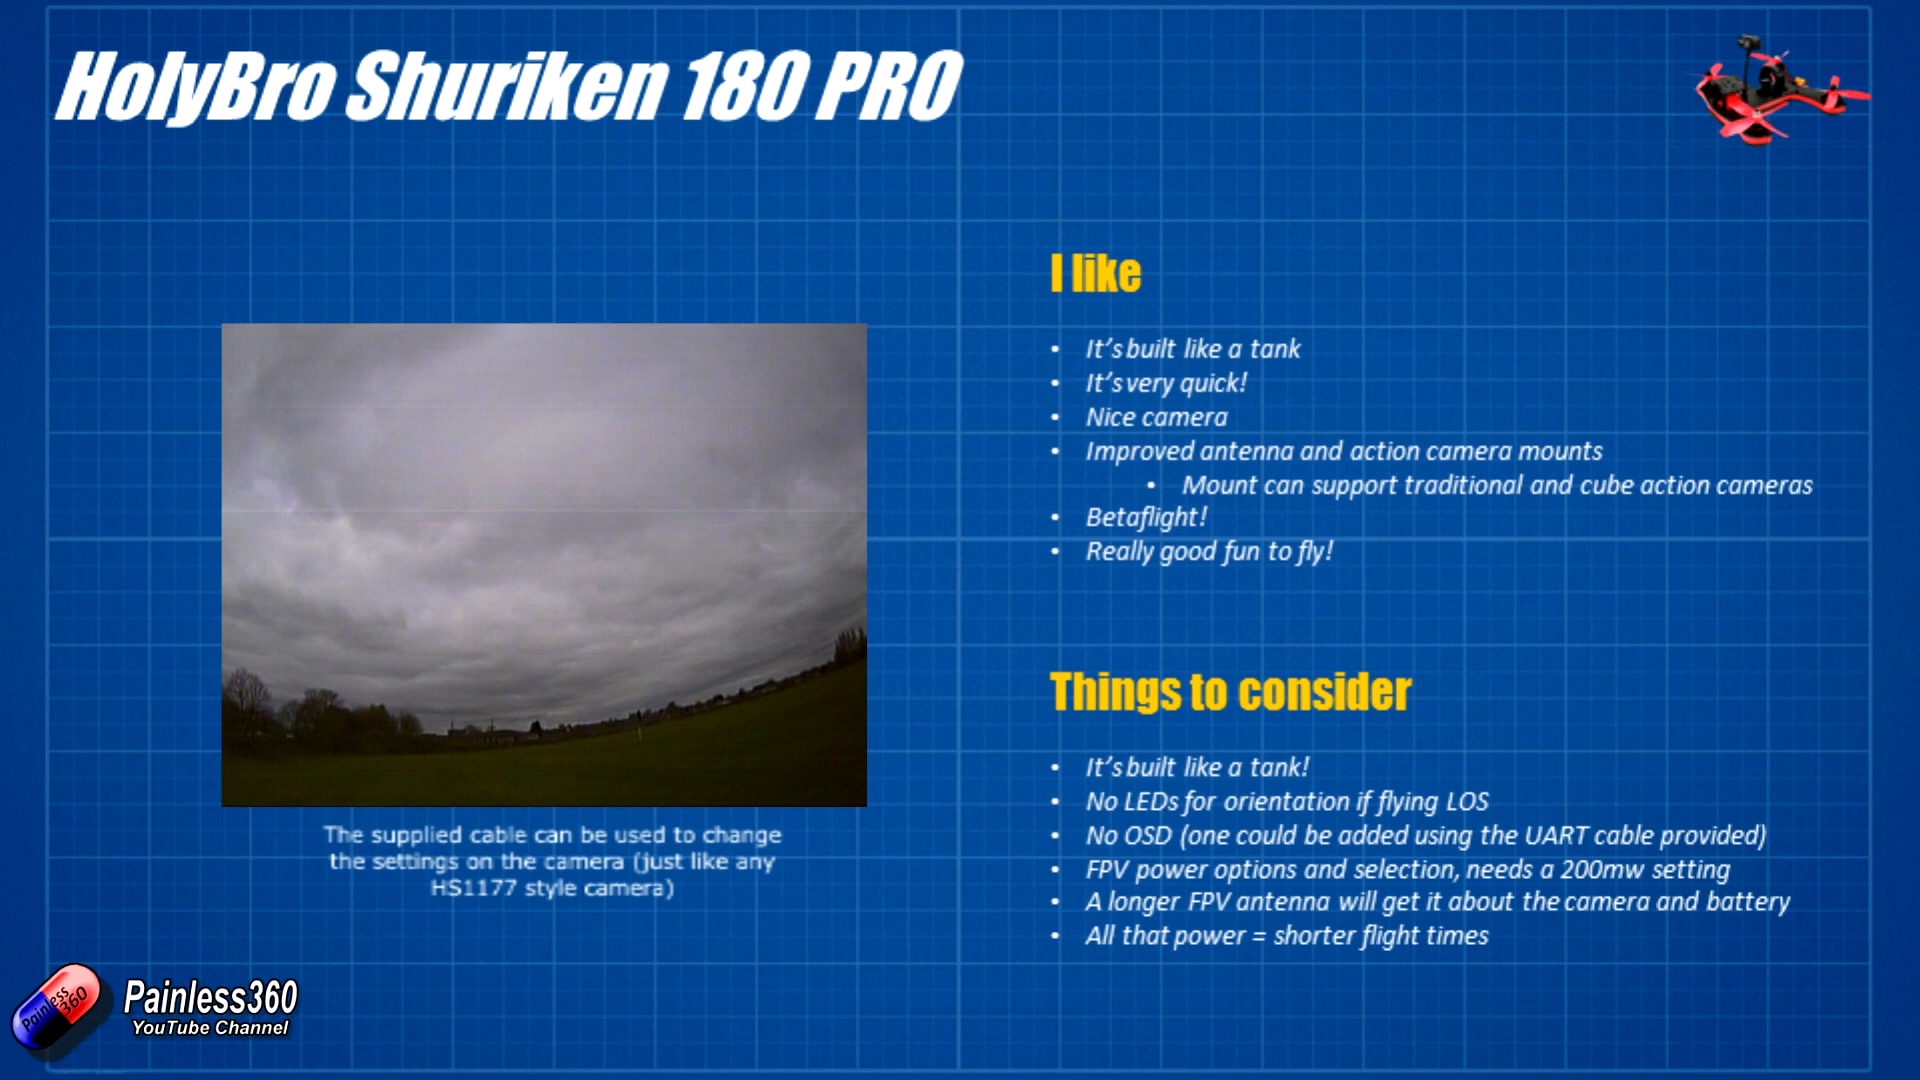 HolyBro Shuriken 180 PRO
I like
• It's built like a tank
• It's very quick!
• Nice camera
• Improved antenna and action camera mounts
• Mount can support traditional and cube action cameras
• Betaflight!
• Really good fun to fly!
The supplied cable can be used to change
the settings on the camera (just like any
HS1177 style camera)
Things to consider
• It's built like a tank!
• No LEDs for orientation if flying LOS
• No OSD (one could be added using the UART cable provided)
• FPV power options and selection, needs a 200mw setting
• A longer FPV antenna will get it about the camera and battery
• All that power = shorter flight times
Painless
360
Painless360
YouTube Channel